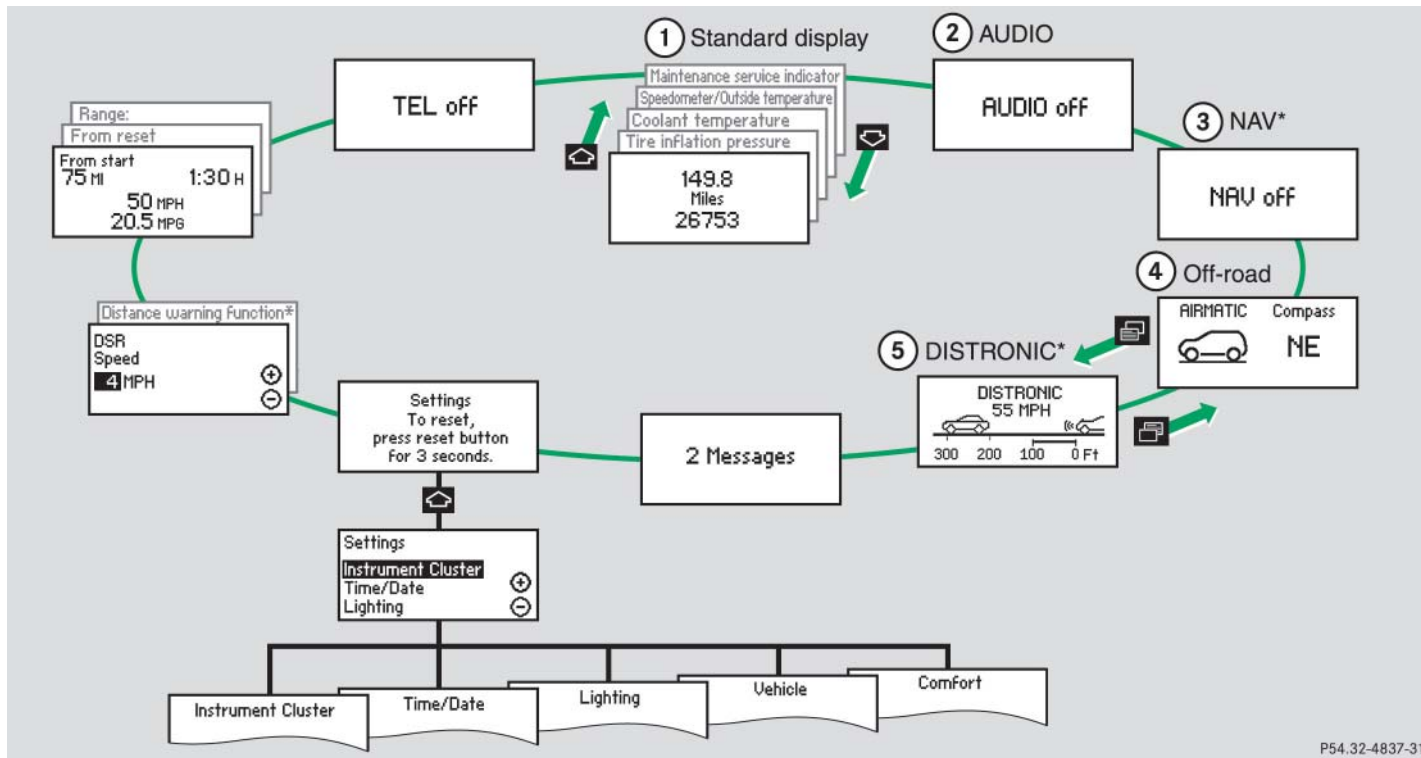 1 Standard display
2 AUDIO
Maintenance service indicator
Speedometer/Outside temperature
Coolant temperature
Tire inflation pressure
149.8
Miles
26753
TEL off
AUDIO off
3 NAV*
NAV off
Range:
From reset
From start
75 MI 1:30 H
50 MPH
20.5 MPG
4 Off-road
AIRMATIC Compass
NE
5 DISTRONIC*
DISTRONIC
55 MPH
300 200 100 0 Ft
Distance warning function*
DSR
Speed
4 MPH
Settings
To reset,
press reset button
for 3 seconds.
2 Messages
Settings
Instrument Cluster
Time/Date
Lighting
Instrument Cluster
Time/Date
Lighting
Vehicle
Comfort
P54.32-4837-31